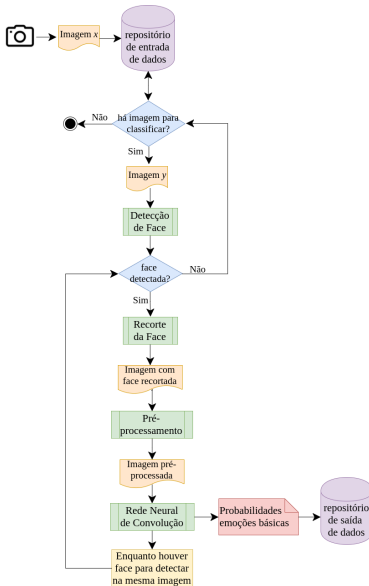 Imagem x
repositório
de entrada
de dados
há imagem para
classificar?
Não
Sim
Imagem y
Detecção
de Face
face
detectada?
Não
Sim
Recorte
da Face
Imagem com
face recortada
Pré-
processamento
Imagem pré-
processada
Rede Neural
de Convolução
Probabilidades
emoções básicas
repositório
de saída
de dados
Enquanto houver
face para detectar
na mesma imagem